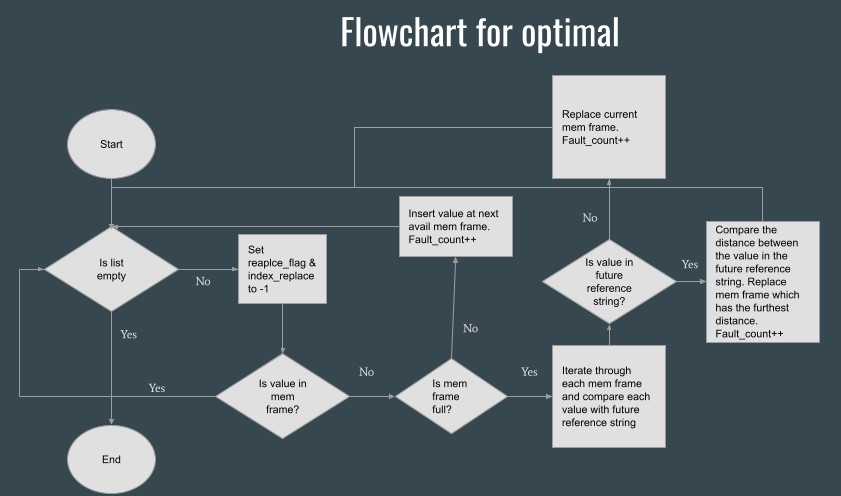 Flowchart for optimal
Replace current
mem frame.
Fault_count++
Start
Insert value at next
avail mem frame.
Fault_count++
No
Compare the
distance between
the value in the
future reference
string. Replace
mem frame which
has the furthest
distance.
Fault_count++
Is list
empty
No
Set
reaplce_flag &
index_replace
to -1
Is value in
future
reference
string?
Yes
Yes
No
Yes
Is value in
mem
frame?
No
Is mem
frame
full?
Yes
Iterate through
each mem frame
and compare each
value with future
reference string
End